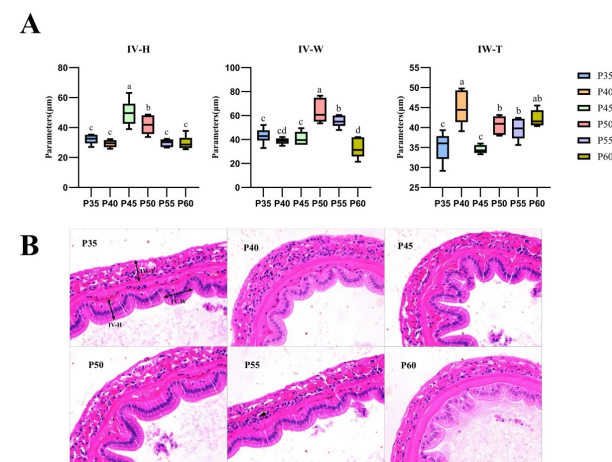 A
IV-H
IV-W
IW-T
Parameters(μm)
80
60
40
20
0
c
c
a
b
c
c
P35 P40 P45 P50 P55 P60
Parameters(μm)
100
80
60
40
20
0
c
cd
c
a
b
d
P35 P40 P45 P50 P55 P60
Parameters(μm)
55
50
45
40
35
30
25
c
a
c
b
b
ab
P35 P40 P45 P50 P55 P60
P35
P40
P45
P50
P55
P60
B
P35
IW-T
IV-W
IV-H
P40
P45
P50
P55
P60